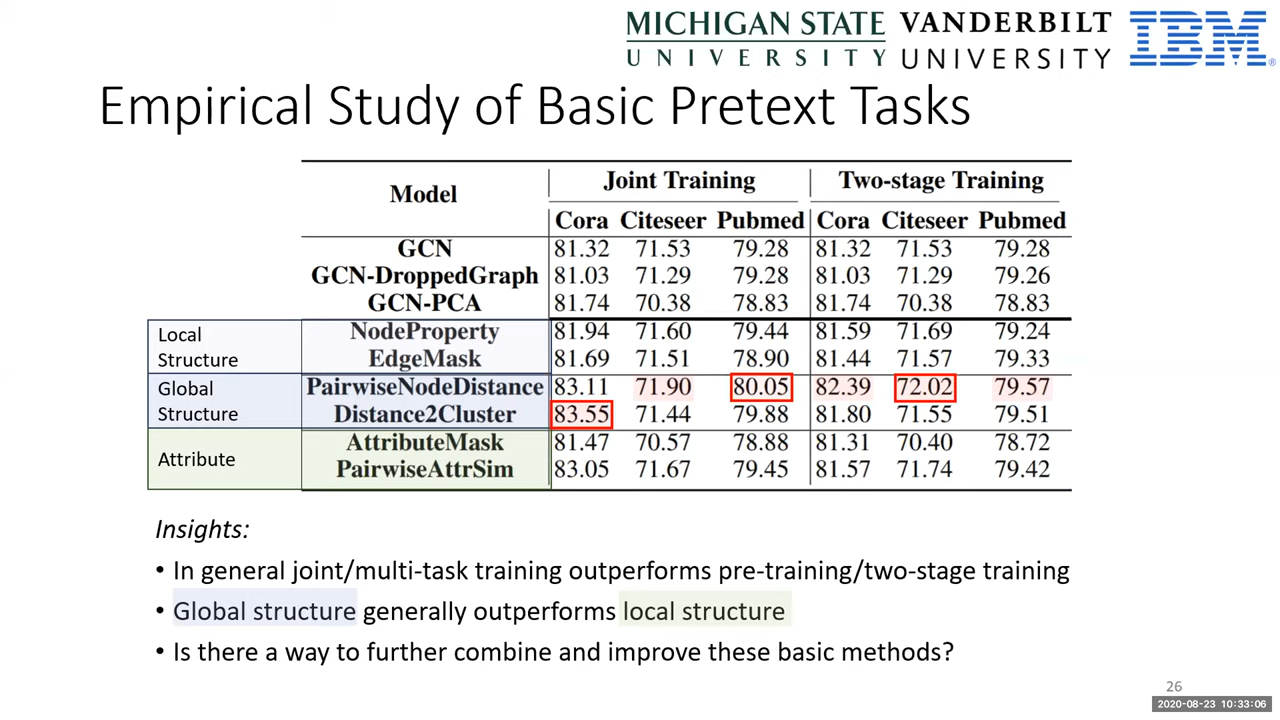 MICHIGAN STATE VANDERBILT IBM®
UNIVERSITY UNIVERSITY
Empirical Study of Basic Pretext Tasks
Model Joint Training Two-stage Training
Cora Citeseer Pubmed Cora Citeseer Pubmed
GCN 81.32 71.53 79.28 81.32 71.53 79.28
GCN-DroppedGraph 81.03 71.29 79.28 81.03 71.29 79.26
GCN-PCA 81.74 70.38 78.83 81.74 70.38 78.83
Local Structure NodeProperty 81.94 71.60 79.44 81.59 71.69 79.24
EdgeMask 81.69 71.51 78.90 81.44 71.57 79.33
Global Structure PairwiseNodeDistance 83.11 71.90 80.05 82.39 72.02 79.57
Distance2Cluster 83.55 71.44 79.88 81.80 71.55 79.51
Attribute AttributeMask 81.47 70.57 78.88 81.31 70.40 78.72
PairwiseAttrSim 83.05 71.67 79.45 81.57 71.74 79.42
Insights:
• In general joint/multi-task training outperforms pre-training/two-stage training
• Global structure generally outperforms local structure
• Is there a way to further combine and improve these basic methods?
26
2020-08-23 10:33:06